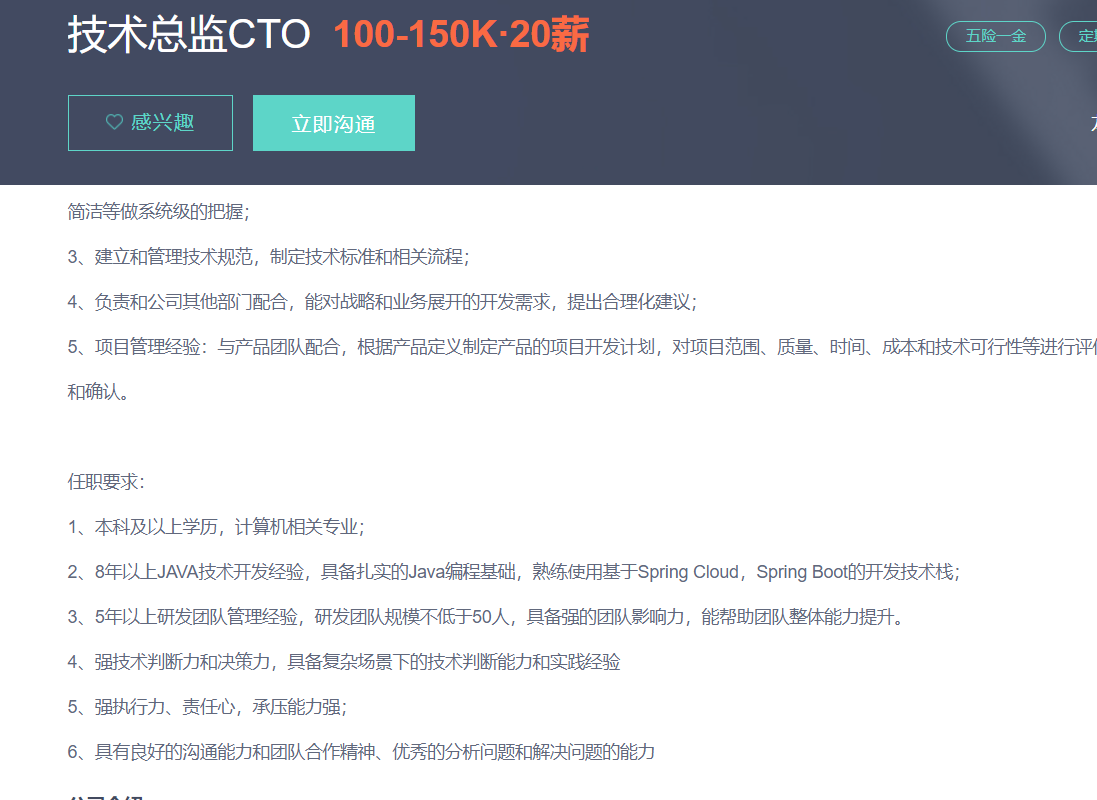 技术总监CTO 100-150K·20薪 五险一金
感兴趣 立即沟通
简洁等做系统级的把握；
3、建立和管理技术规范，制定技术标准和相关流程；
4、负责和公司其他部门配合，能对战略和业务展开的开发需求，提出合理化建议；
5、项目管理经验：与产品团队配合，根据产品定义制定产品的项目开发计划，对项目范围、质量、时间、成本和技术可行性等进行评
和确认。
任职要求：
1、本科及以上学历，计算机相关专业；
2、8年以上JAVA技术开发经验，具备扎实的Java编程基础，熟练使用基于Spring Cloud，Spring Boot的开发技术栈；
3、5年以上研发团队管理经验，研发团队规模不低于50人，具备强的团队影响力，能帮助团队整体能力提升。
4、强技术判断力和决策力，具备复杂场景下的技术判断能力和实践经验
5、强执行力、责任心，承压能力强；
6、具有良好的沟通能力和团队合作精神、优秀的分析问题和解决问题的能力